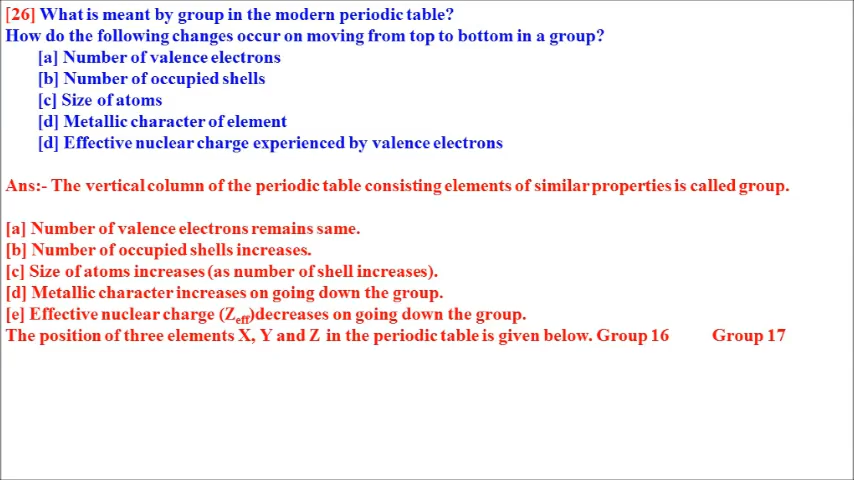 [26] What is meant by group in the modern periodic table?
How do the following changes occur on moving from top to bottom in a group?
[a] Number of valence electrons
[b] Number of occupied shells
[c] Size of atoms
[d] Metallic character of element
[d] Effective nuclear charge experienced by valence electrons
Ans:- The vertical column of the periodic table consisting elements of similar properties is called group.
[a] Number of valence electrons remains same.
[b] Number of occupied shells increases.
[c] Size of atoms increases (as number of shell increases).
[d] Metallic character increases on going down the group.
[e] Effective nuclear charge (Zeff)decreases on going down the group.
The position of three elements X, Y and Z in the periodic table is given below. Group 16 Group 17